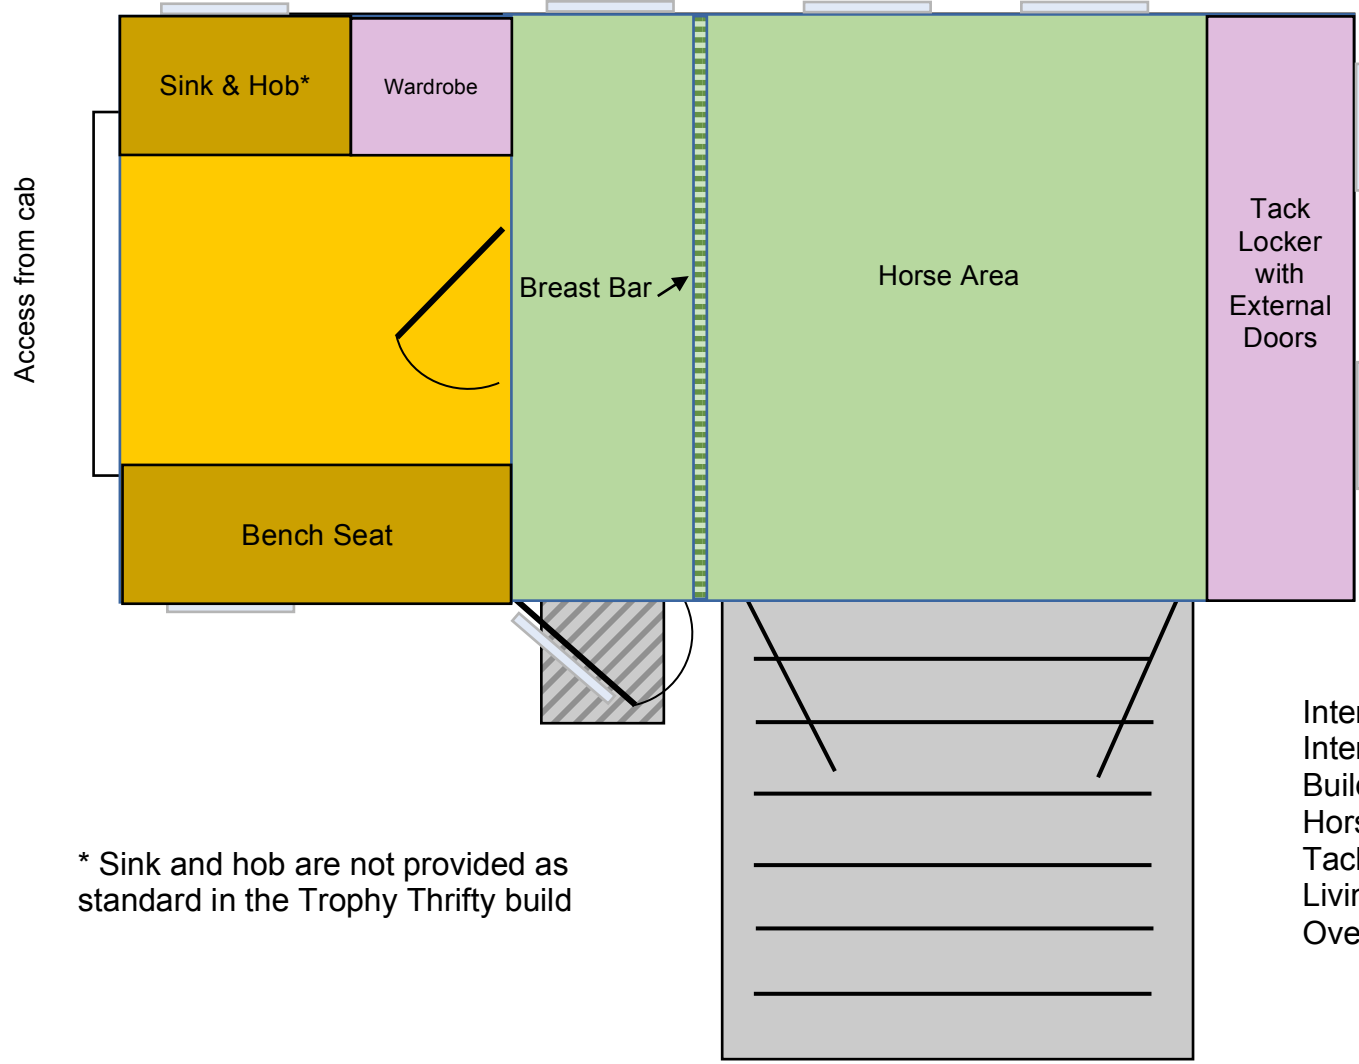 Sink & Hob*
Wardrobe
Access from cab
Breast Bar
Horse Area
Tack
Locker
with
External
Doors
Bench Seat
* Sink and hob are not provided as
standard in the Trophy Thrifty build